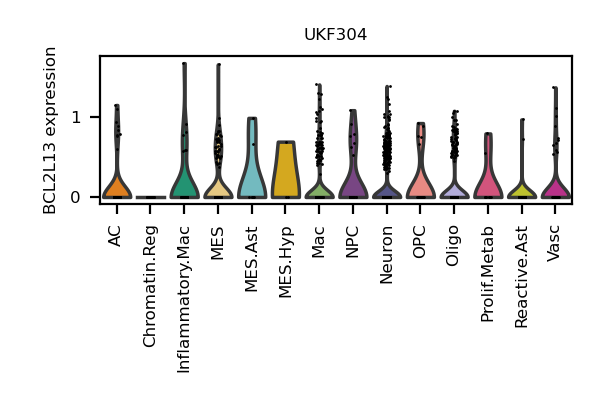 UKF304
BCL2L13 expression
1
0
AC
Chromatin.Reg
Inflammatory.Mac
MES
MES.Ast
MES.Hyp
Mac
NPC
Neuron
OPC
Oligo
Prolif.Metab
Reactive.Ast
Vasc